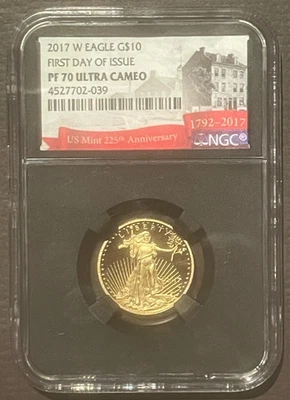 2017 W EAGLE G$10
FIRST DAY OF ISSUE
PF 70 ULTRA CAMEO
4527702-039
1792–2017
US Mint 225th Anniversary
NGC
LIBERTY